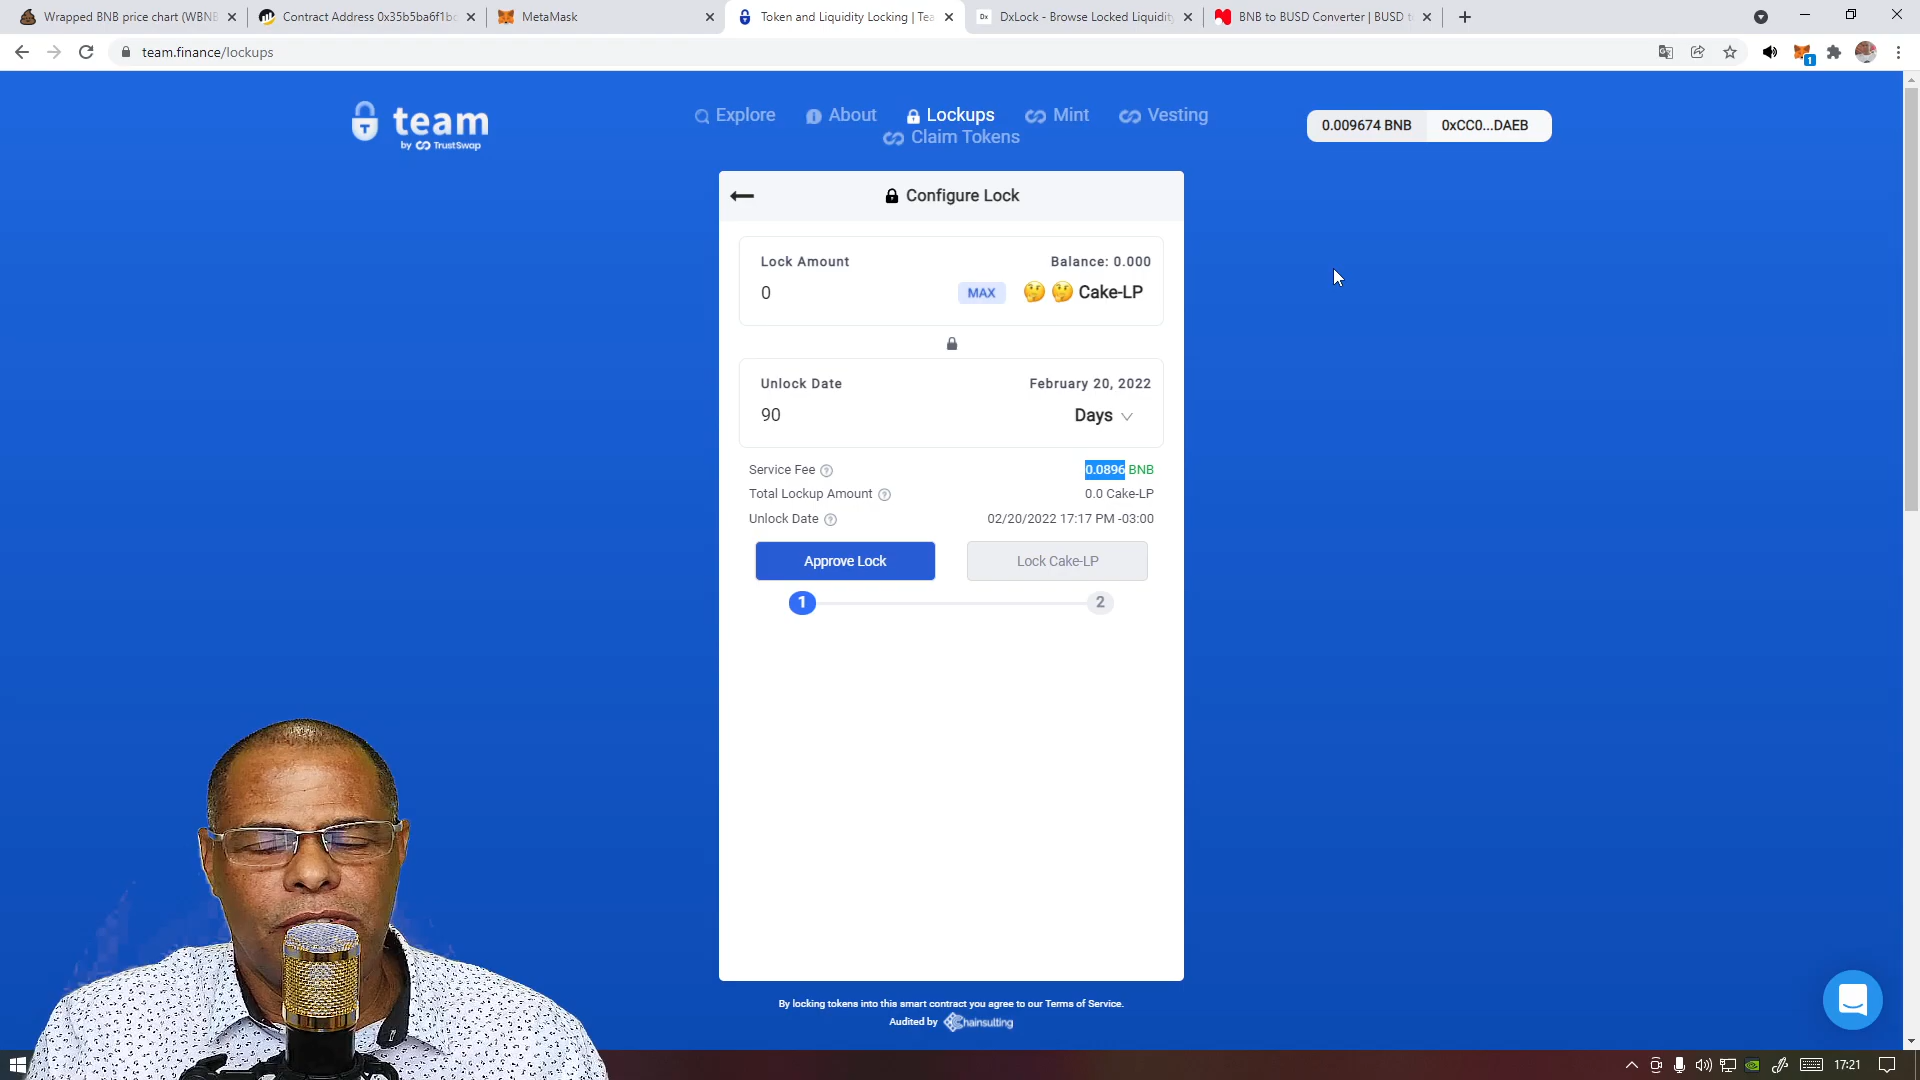 Wrapped BNB price chart (WBNB
Contract Address 0x35b5ba6f1bc
MetaMask
Token and Liquidity Locking | Tea
DxLock - Browse Locked Liquidity
BNB to BUSD Converter | BUSD t
team.finance/lockups
1
team
by TrustSwap
Explore
About
Lockups
Mint
Vesting
Claim Tokens
0.009674 BNB
0xCC0...DAEB
Configure Lock
Lock Amount
Balance: 0.000
0
MAX
🤔 🤔 Cake-LP
Unlock Date
February 20, 2022
90
Days
Service Fee
0.0896 BNB
Total Lockup Amount
0.0 Cake-LP
Unlock Date
02/20/2022 17:17 PM -03:00
Approve Lock
Lock Cake-LP
1
2
By locking tokens into this smart contract you agree to our Terms of Service.
Audited by Chainsulting
17:21